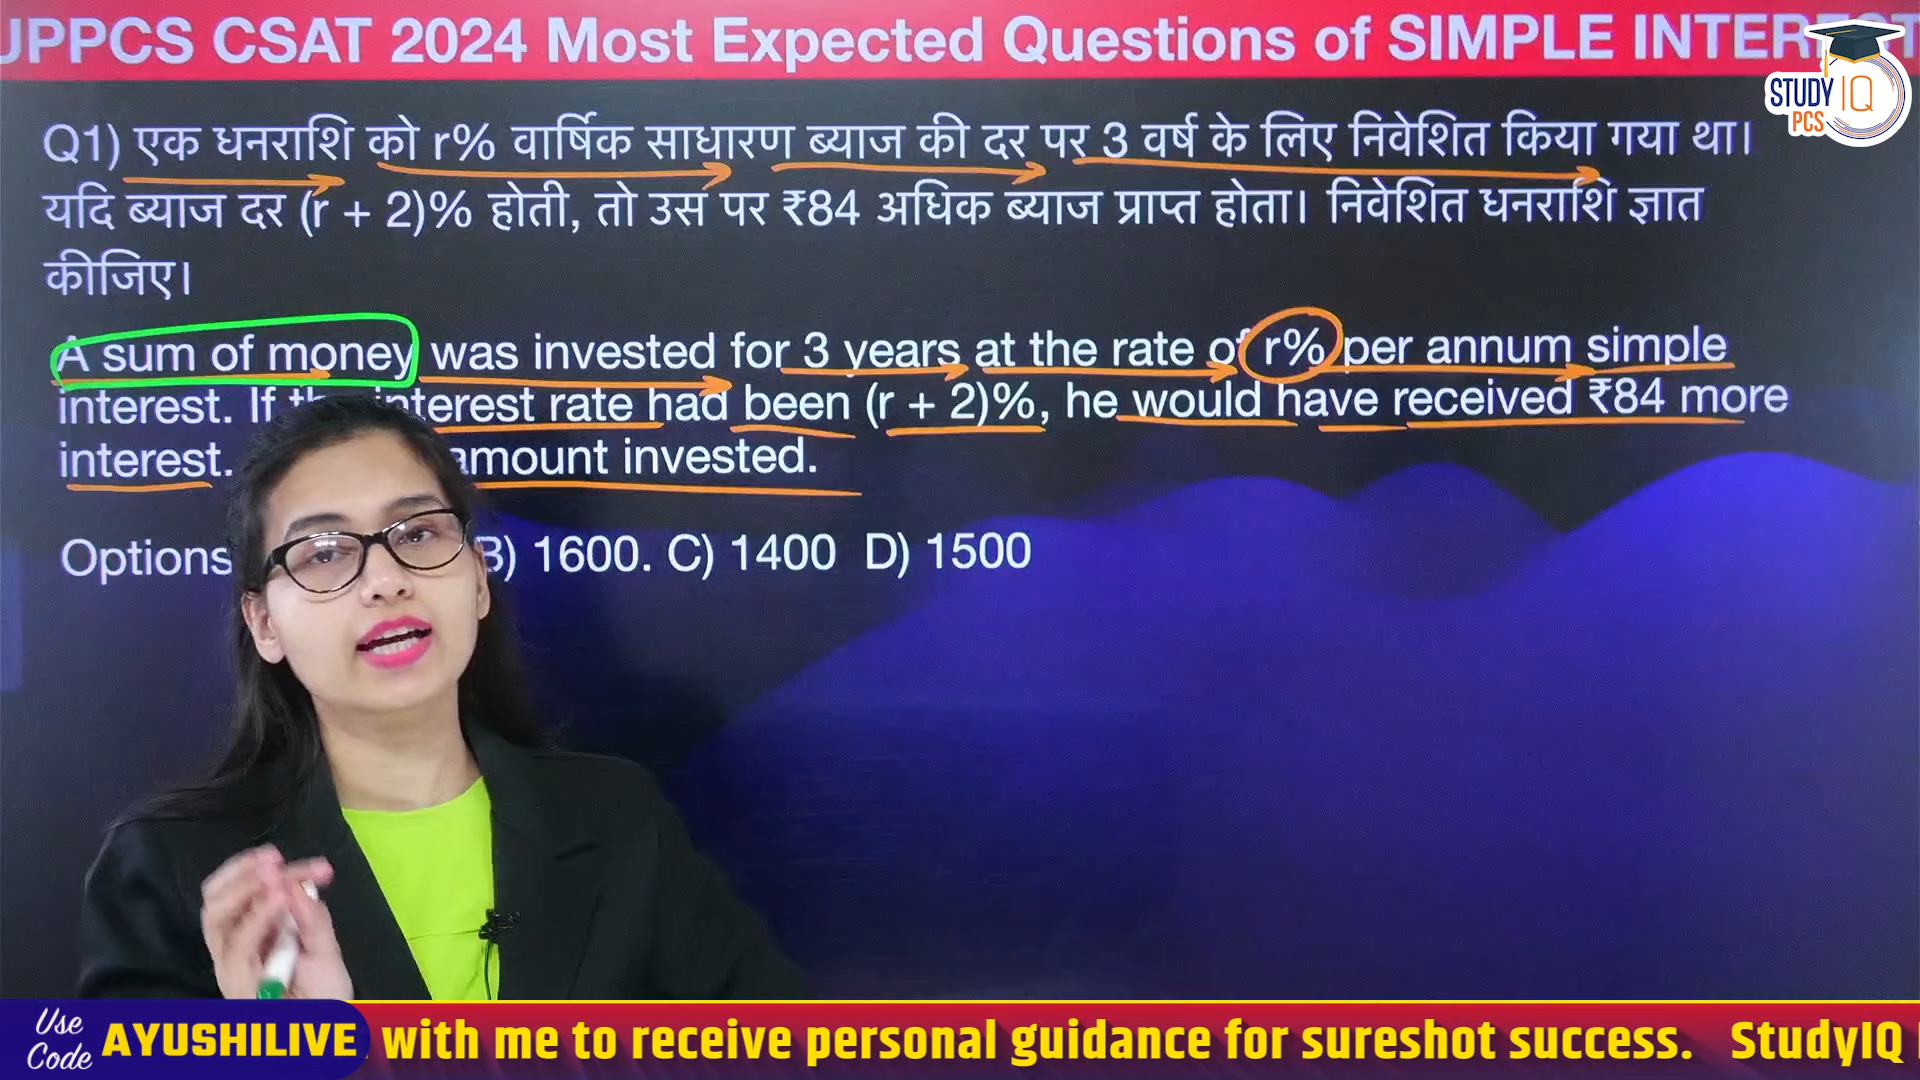 UPPCS CSAT 2024 Most Expected Questions of SIMPLE INTEREST
STUDY IQ
PCS
Q1) एक धनराशि को r% वार्षिक साधारण ब्याज की दर पर 3 वर्ष के लिए निवेशित किया गया था।
यदि ब्याज दर (r + 2)% होती, तो उस पर ₹84 अधिक ब्याज प्राप्त होता। निवेशित धनराशि ज्ञात
कीजिए।
A sum of money was invested for 3 years at the rate of r% per annum simple
interest. If the interest rate had been (r + 2)%, he would have received ₹84 more
interest. amount invested.
Options B) 1600. C) 1400 D) 1500
Use
Code
AYUSHILIVE with me to receive personal guidance for sureshot success. StudyIQ